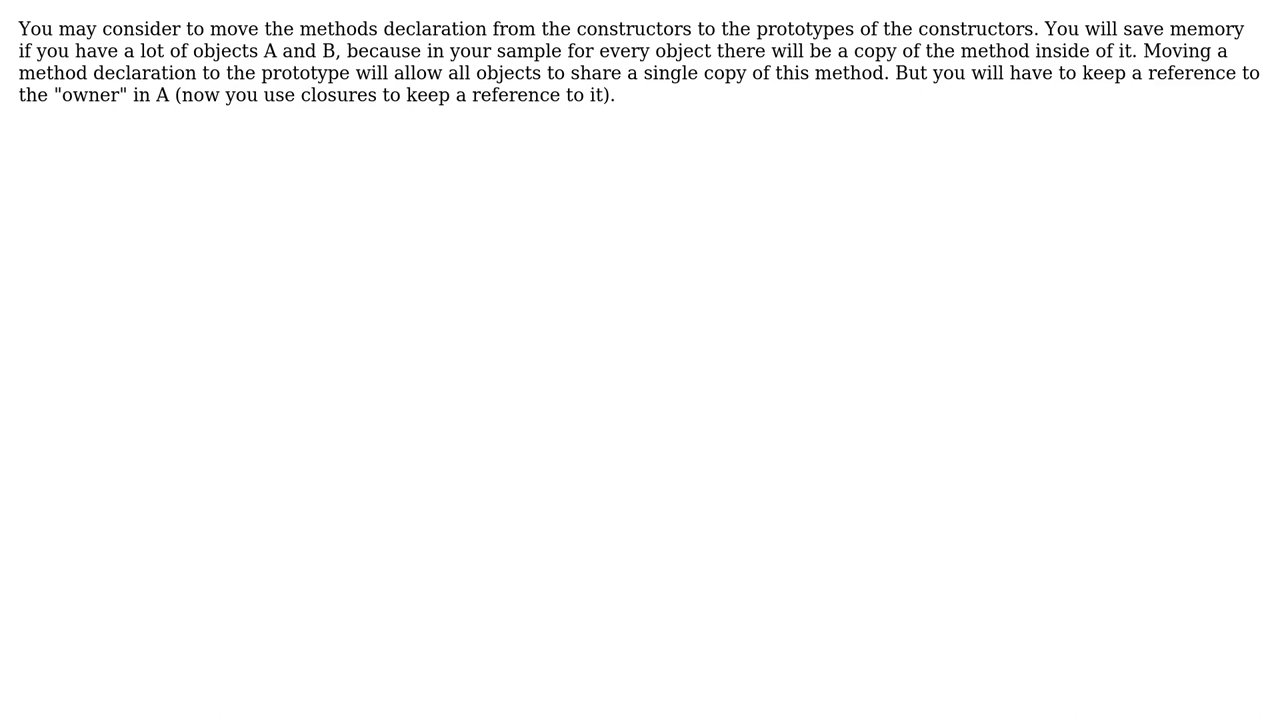 You may consider to move the methods declaration from the constructors to the prototypes of the constructors. You will save memory
if you have a lot of objects A and B, because in your sample for every object there will be a copy of the method inside of it. Moving a
method declaration to the prototype will allow all objects to share a single copy of this method. But you will have to keep a reference to
the "owner" in A (now you use closures to keep a reference to it).